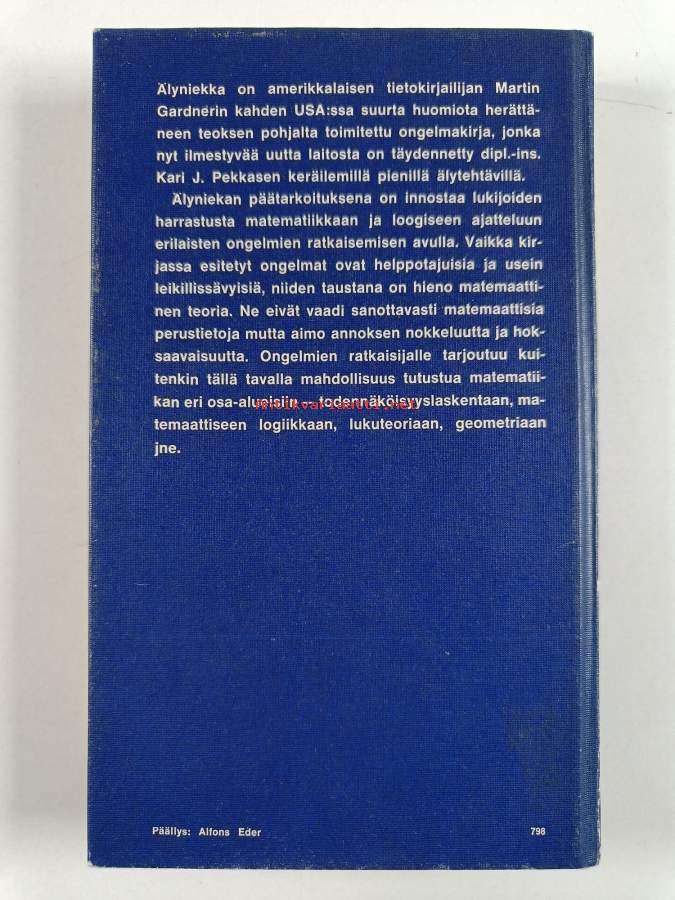 Älyniekka on amerikkalaisen tietokirjailijan Martin
Gardnerin kahden USA:ssa suurta huomiota herättä-
neen teoksen pohjalta toimitettu ongelmakirja, jonka
nyt ilmestyvää uutta laitosta on täydennetty dipl.-ins.
Kari J. Pekkasen keräilemillä pienillä älytehtävillä.
Älyniekan päätarkoituksena on innostaa lukijoiden
harrastusta matematiikkaan ja loogiseen ajatteluun
erilaisten ongelmien ratkaisemisen avulla. Vaikka kir-
jassa esitetyt ongelmat ovat helppotajuisia ja usein
leikillissävyisiä, niiden taustana on hieno matemaatti-
nen teoria. Ne eivät vaadi sanottavasti matemaattisia
perustietoja mutta aimo annoksen nokkeluutta ja hok-
saavaisuutta. Ongelmien ratkaisijalle tarjoutuu kui-
tenkin tällä tavalla mahdollisuus tutustua matematii-
kan eri osa-alueisiin — todennäköisyyslaskentaan, ma-
antikvariaatti.net
temaattiseen logiikkaan, lukuteoriaan, geometriaan
jne.
Päällys: Alfons Eder
798